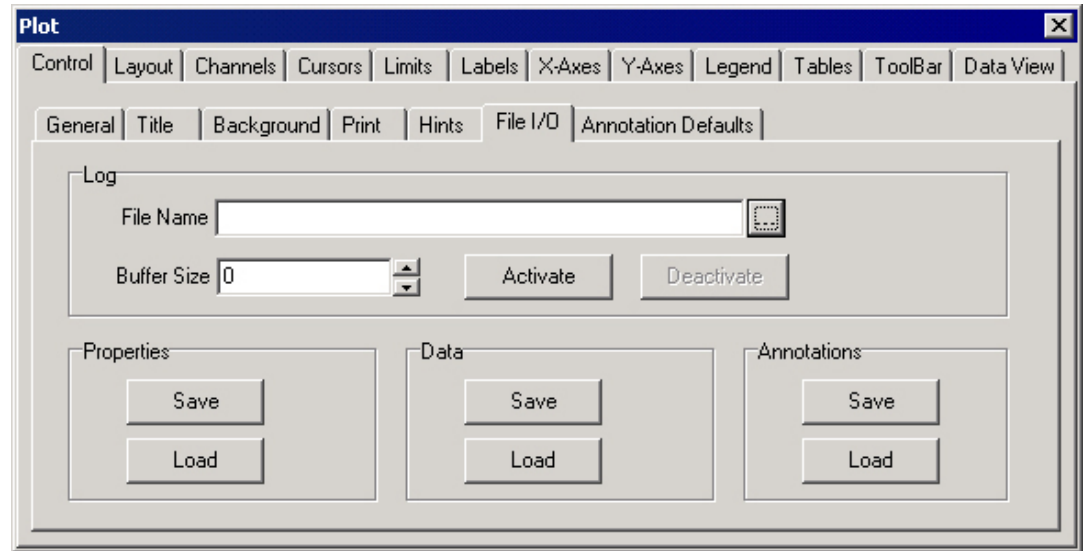 Plot
Control Layout Channels Cursors Limits Labels X-Axes Y-Axes Legend Tables ToolBar Data View
General Title Background Print Hints File I/O Annotation Defaults
Log
File Name ...
Buffer Size 0 Activate Deactivate
Properties Data Annotations
Save Save Save
Load Load Load